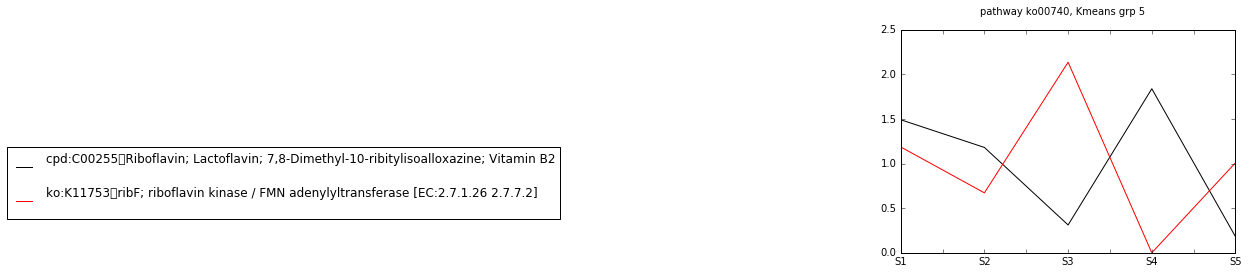 pathway ko00740, Kmeans grp 5
2.5
2.0
1.5
1.0
0.5
0.0
S1 S2 S3 S4 S5
cpd:C00255▯Riboflavin; Lactoflavin; 7,8-Dimethyl-10-ribitylisoalloxazine; Vitamin B2
ko:K11753▯ribF; riboflavin kinase / FMN adenylyltransferase [EC:2.7.1.26 2.7.7.2]